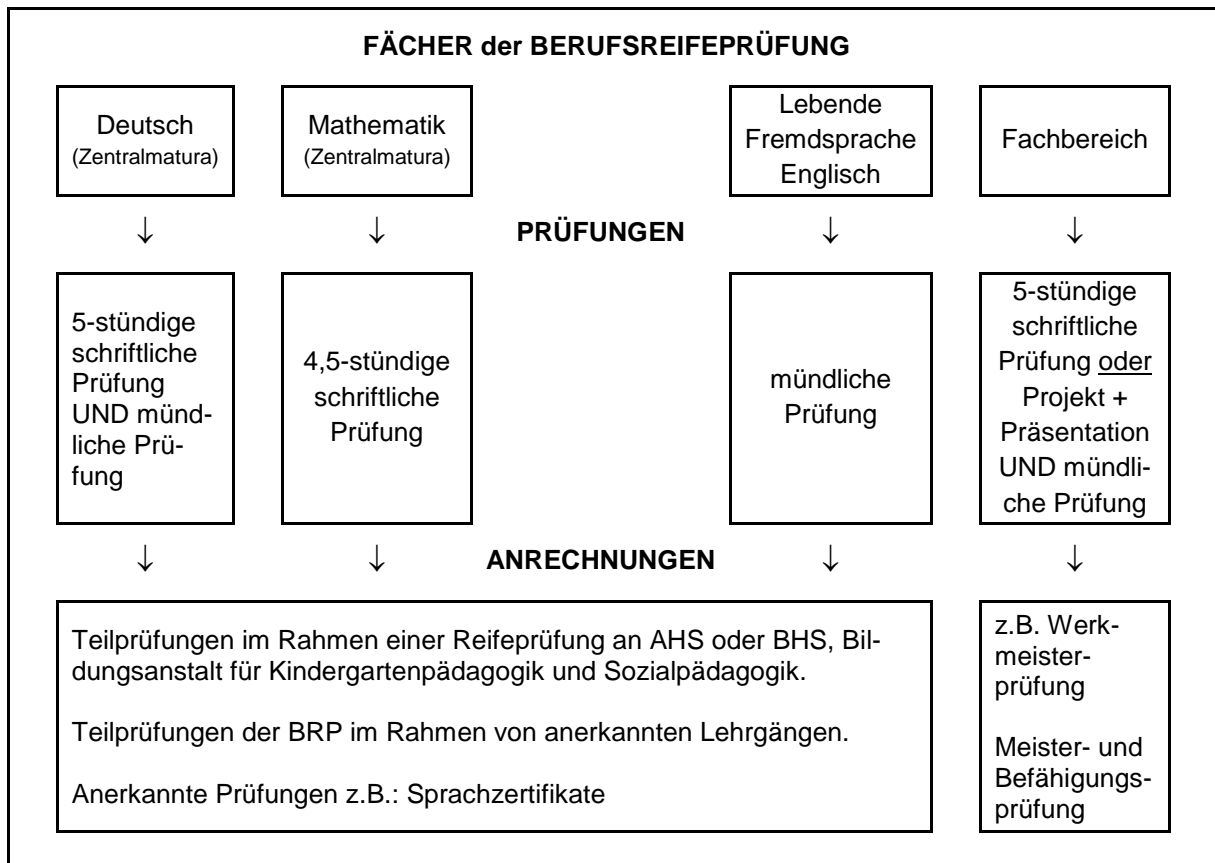 FÄCHER der BERUFSREIFEPRÜFUNG
Deutsch
(Zentralmatura)
Mathematik
(Zentralmatura)
Lebende
Fremdsprache
Englisch
Fachbereich
↓ ↓ PRÜFUNGEN ↓ ↓
5-stündige
schriftliche
Prüfung
UND münd-
liche Prü-
fung
4,5-stündige
schriftliche
Prüfung
mündliche
Prüfung
5-stündige
schriftliche
Prüfung oder
Projekt +
Präsentation
UND mündli-
che Prüfung
↓ ↓ ANRECHNUNGEN ↓ ↓
Teilprüfungen im Rahmen einer Reifeprüfung an AHS oder BHS, Bil-
dungsanstalt für Kindergartenpädagogik und Sozialpädagogik.
Teilprüfungen der BRP im Rahmen von anerkannten Lehrgängen.
Anerkannte Prüfungen z.B.: Sprachzertifikate
z.B. Werk-
meister-
prüfung
Meister- und
Befähigungs-
prüfung